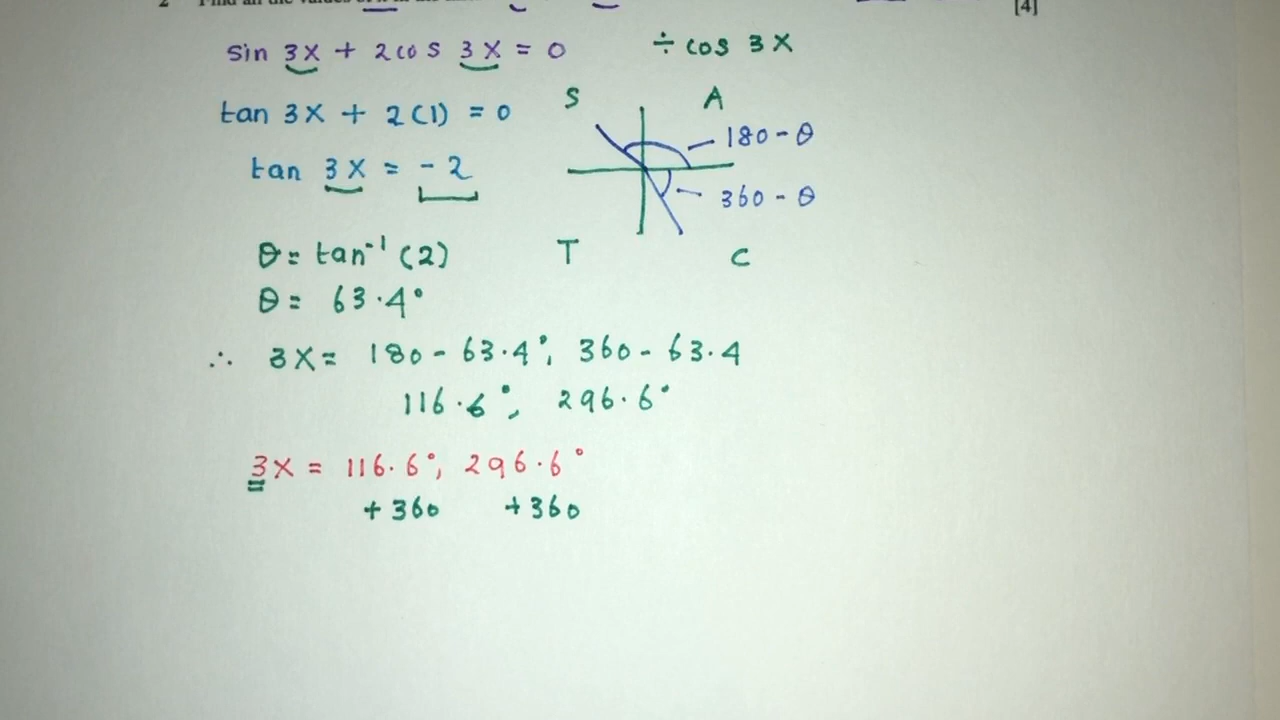 [4]
sin 3x + 2cos 3x = 0 ÷ cos 3x
tan 3x + 2(1) = 0
S A
tan 3x = -2
180 - θ
360 - θ
T C
θ = tan⁻¹(2)
θ = 63.4°
∴ 3x = 180 - 63.4°, 360 - 63.4
116.6°, 296.6°
3x = 116.6°, 296.6°
+360 +360